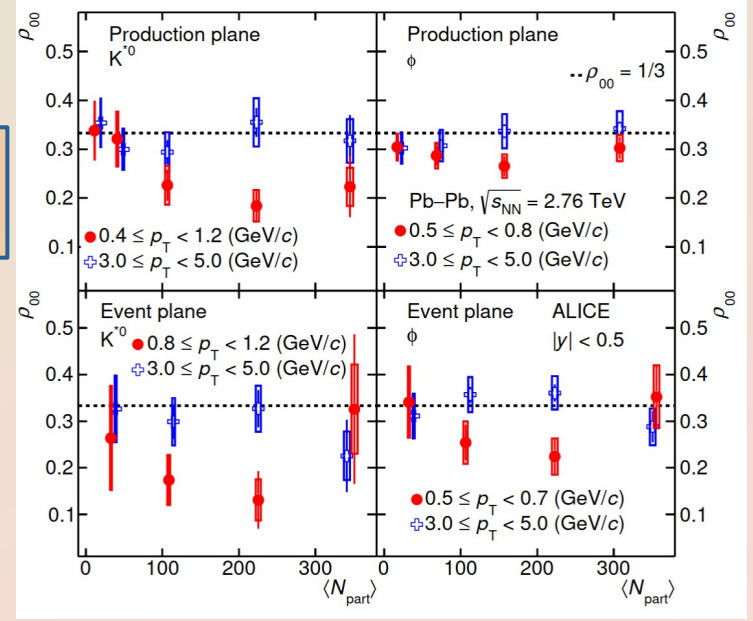 ρ00
Production plane
K*0
0.5
0.4
0.3
0.2
0.1
0.4 ≤ pT < 1.2 (GeV/c)
3.0 ≤ pT < 5.0 (GeV/c)
Production plane
ϕ
ρ00 = 1/3
Pb–Pb, √sNN = 2.76 TeV
0.5 ≤ pT < 0.8 (GeV/c)
3.0 ≤ pT < 5.0 (GeV/c)
ρ00
0.5
0.4
0.3
0.2
0.1
ρ00
Event plane
K*0
0.8 ≤ pT < 1.2 (GeV/c)
3.0 ≤ pT < 5.0 (GeV/c)
0.5
0.4
0.3
0.2
0.1
0 100 200 300
⟨Npart⟩
Event plane ALICE
ϕ |y| < 0.5
0.5 ≤ pT < 0.7 (GeV/c)
3.0 ≤ pT < 5.0 (GeV/c)
ρ00
0.5
0.4
0.3
0.2
0.1
0 100 200 300
⟨Npart⟩